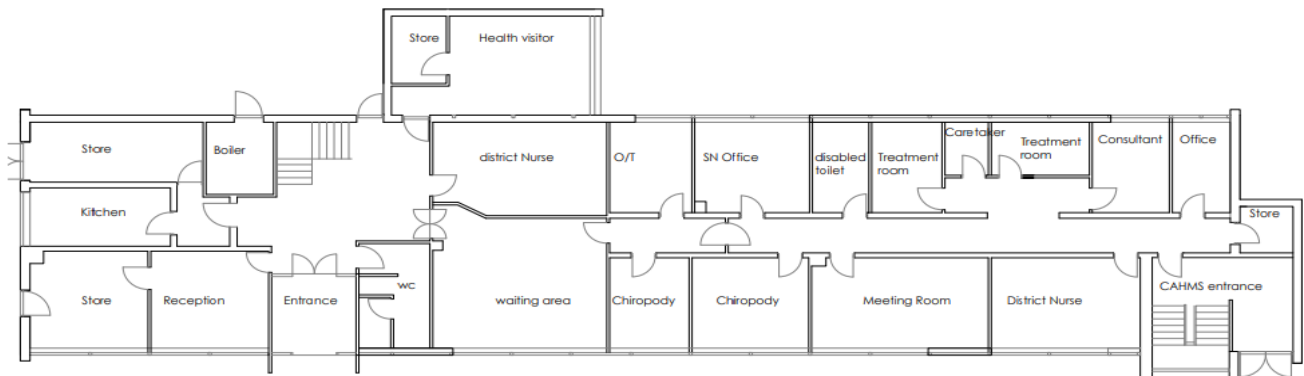 Store
Health visitor
Store
Boiler
district Nurse
O/T
SN Office
disabled
toilet
Treatment
room
Caretaker
Treatment
room
Consultant
Office
Kitchen
Store
Store
Reception
Entrance
wc
waiting area
Chiropody
Chiropody
Meeting Room
District Nurse
CAHMS entrance